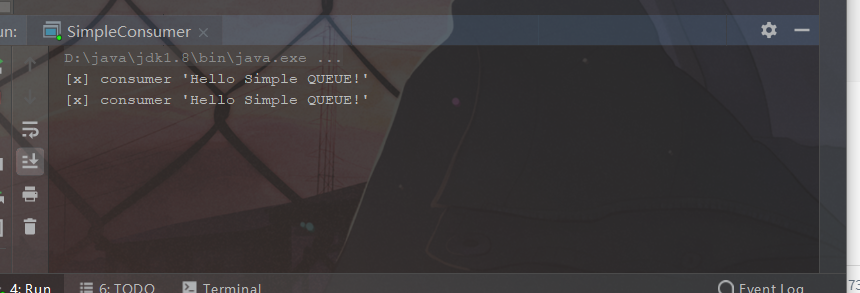 un:
SimpleConsumer
D:\java\jdk1.8\bin\java.exe ...
[x] consumer 'Hello Simple QUEUE!'
[x] consumer 'Hello Simple QUEUE!'
4: Run
6: TODO
Terminal
Event Log
73